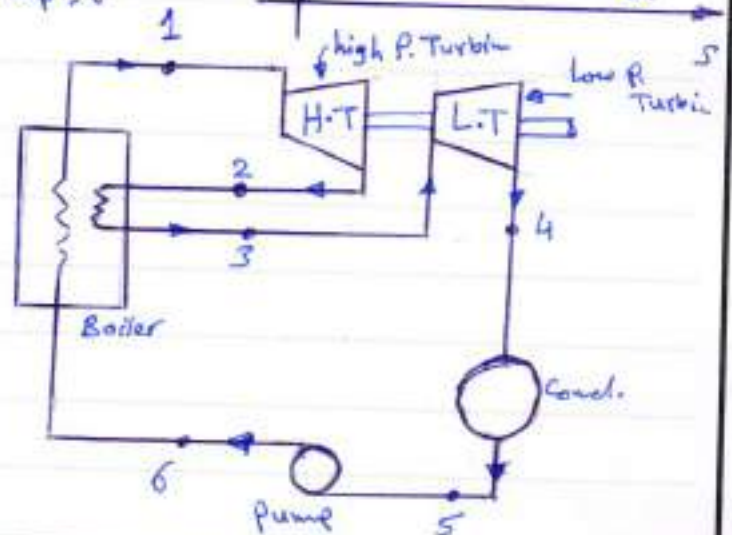 S
1
high P. Turbin
Low P.
Turbin
H.T
L.T
2
3
4
Boiler
Cond.
6
Pump
5